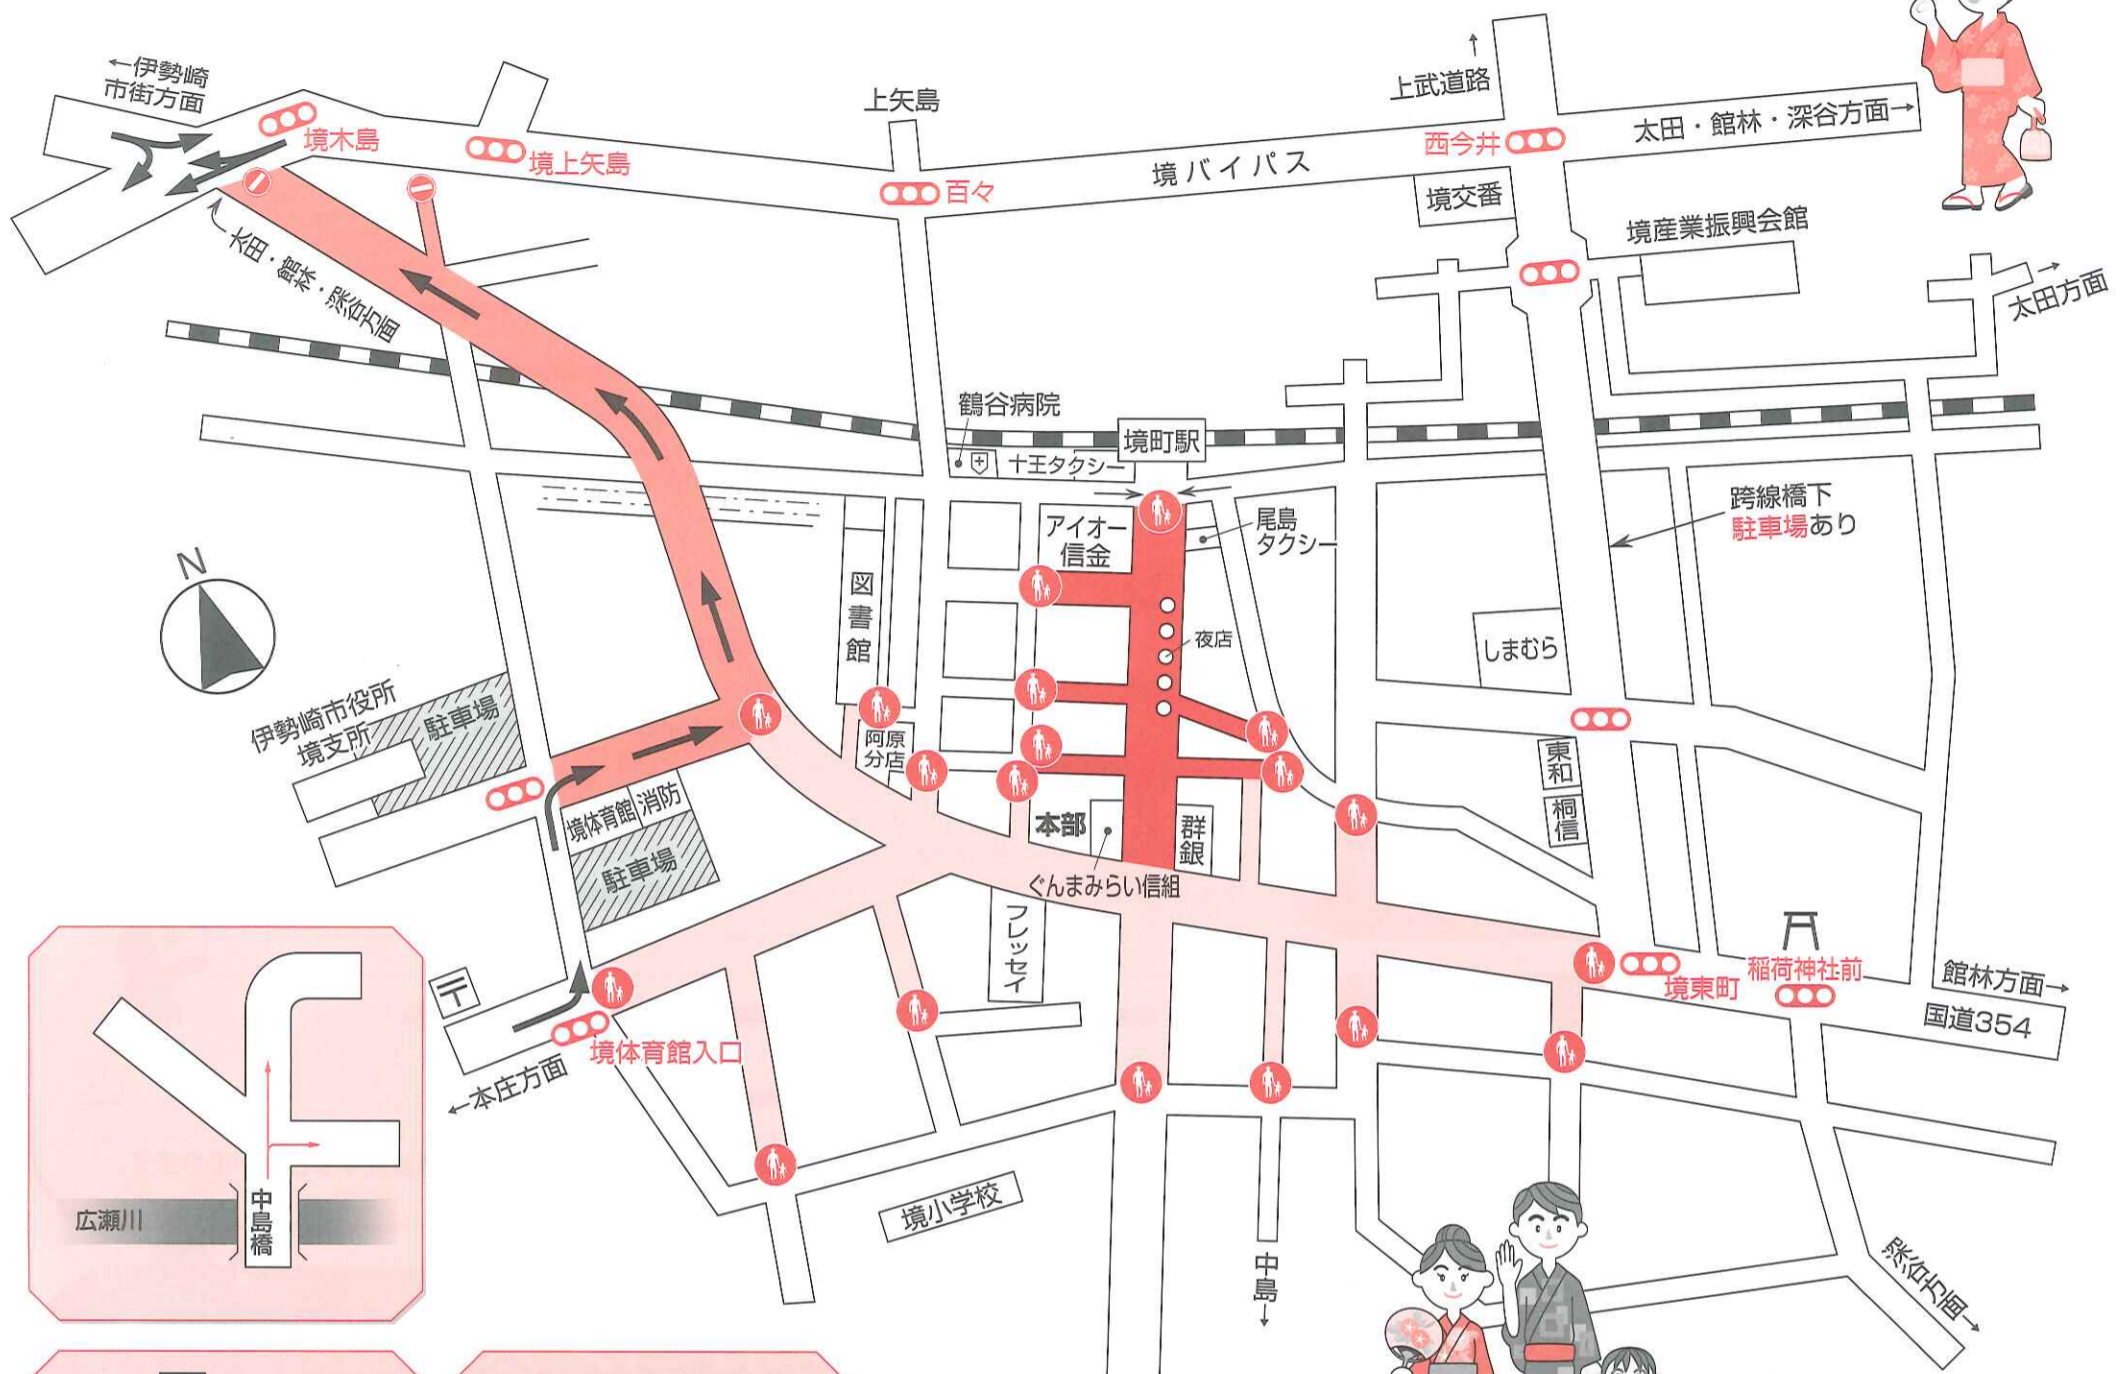 ←伊勢崎
市街方面
境木島
境上矢島
上矢島
百々
境バイパス
↑
上武道路
西今井
太田・館林・深谷方面→
境交番
境産業振興会館
→
太田方面
太田・館林・深谷方面
鶴谷病院
十王タクシー
境町駅
アイオー
信金
尾島
タクシー
跨線橋下
駐車場あり
N
図書館
夜店
しまむら
伊勢崎市役所
境支所
駐車場
阿原
分店
東和
桐信
境体育館
消防
駐車場
本部
群銀
ぐんまみらい信組
フレッセイ
〒
境体育館入口
←本庄方面
境東町
稲荷神社前
館林方面→
国道354
境小学校
中島→
深谷方面→
広瀬川
中島橋